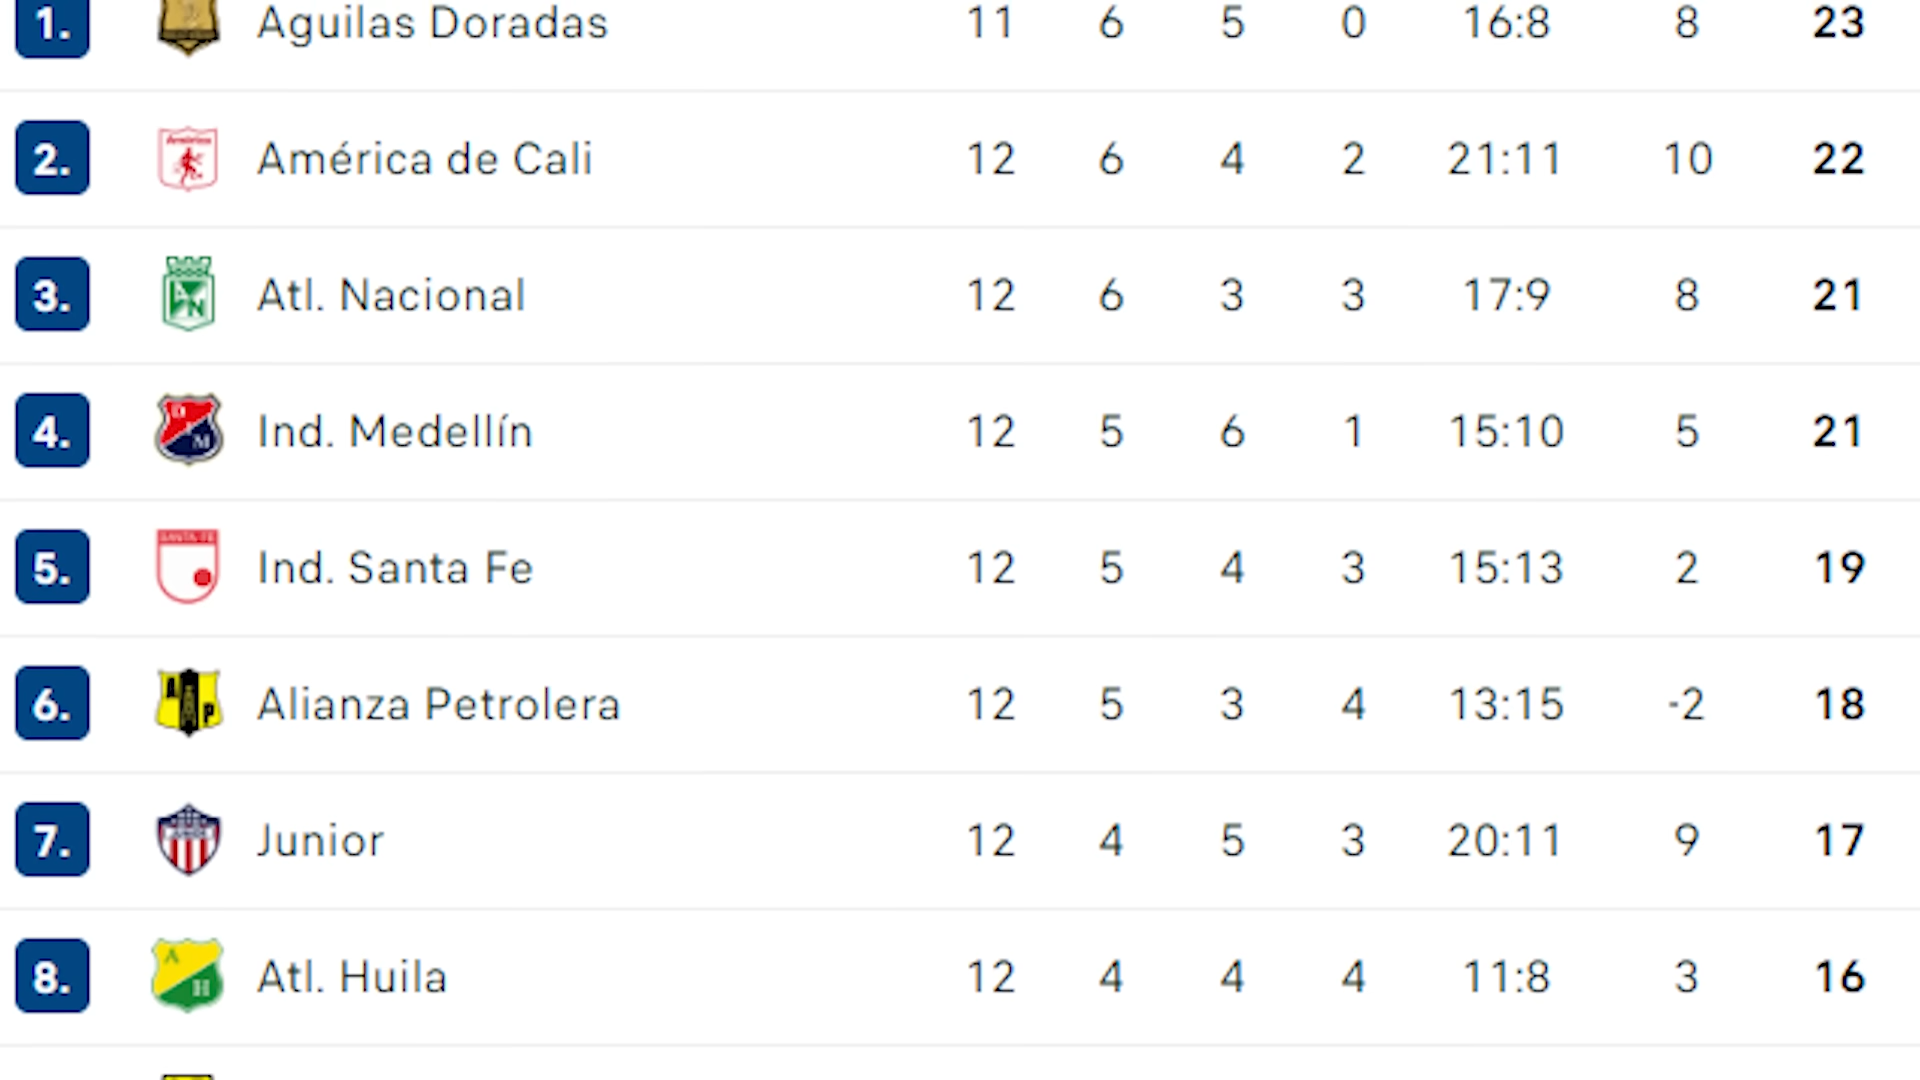 1. Aguilas Doradas 11 6 5 0 16:8 8 23
2. América de Cali 12 6 4 2 21:11 10 22
3. Atl. Nacional 12 6 3 3 17:9 8 21
4. Ind. Medellín 12 5 6 1 15:10 5 21
5. Ind. Santa Fe 12 5 4 3 15:13 2 19
6. Alianza Petrolera 12 5 3 4 13:15 -2 18
7. Junior 12 4 5 3 20:11 9 17
8. Atl. Huila 12 4 4 4 11:8 3 16